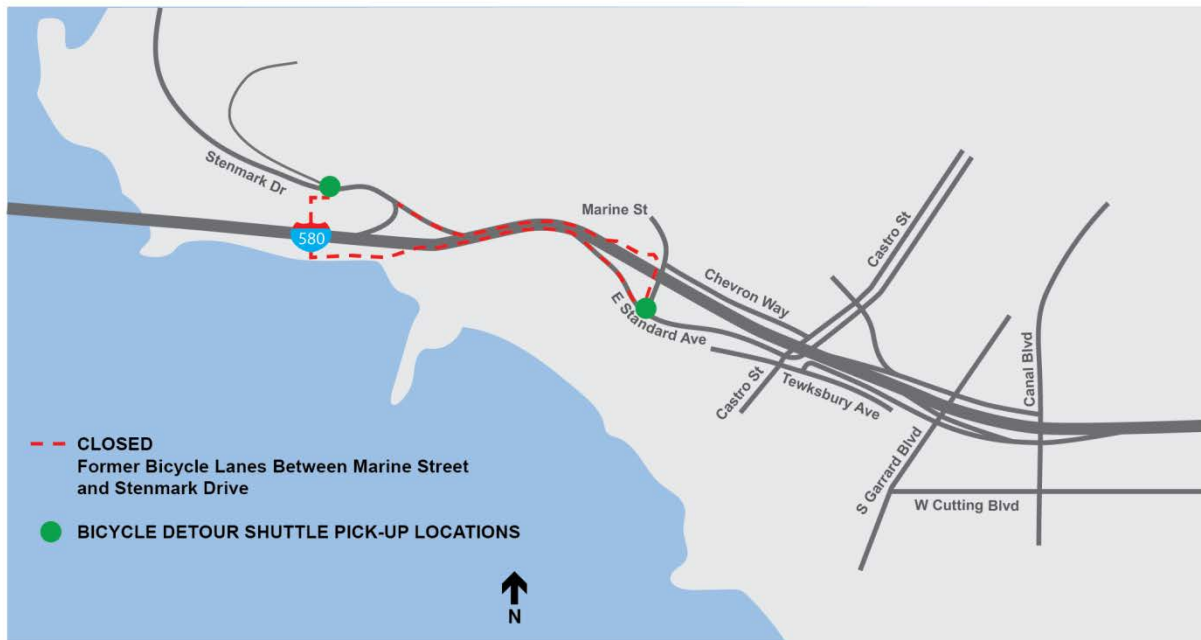 Stenmark Dr
580
Marine St
Castro St
Chevron Way
E Standard Ave
Castro St
Tewksbury Ave
Canal Blvd
S Garrard Blvd
W Cutting Blvd
CLOSED
Former Bicycle Lanes Between Marine Street
and Stenmark Drive
BICYCLE DETOUR SHUTTLE PICK-UP LOCATIONS
N